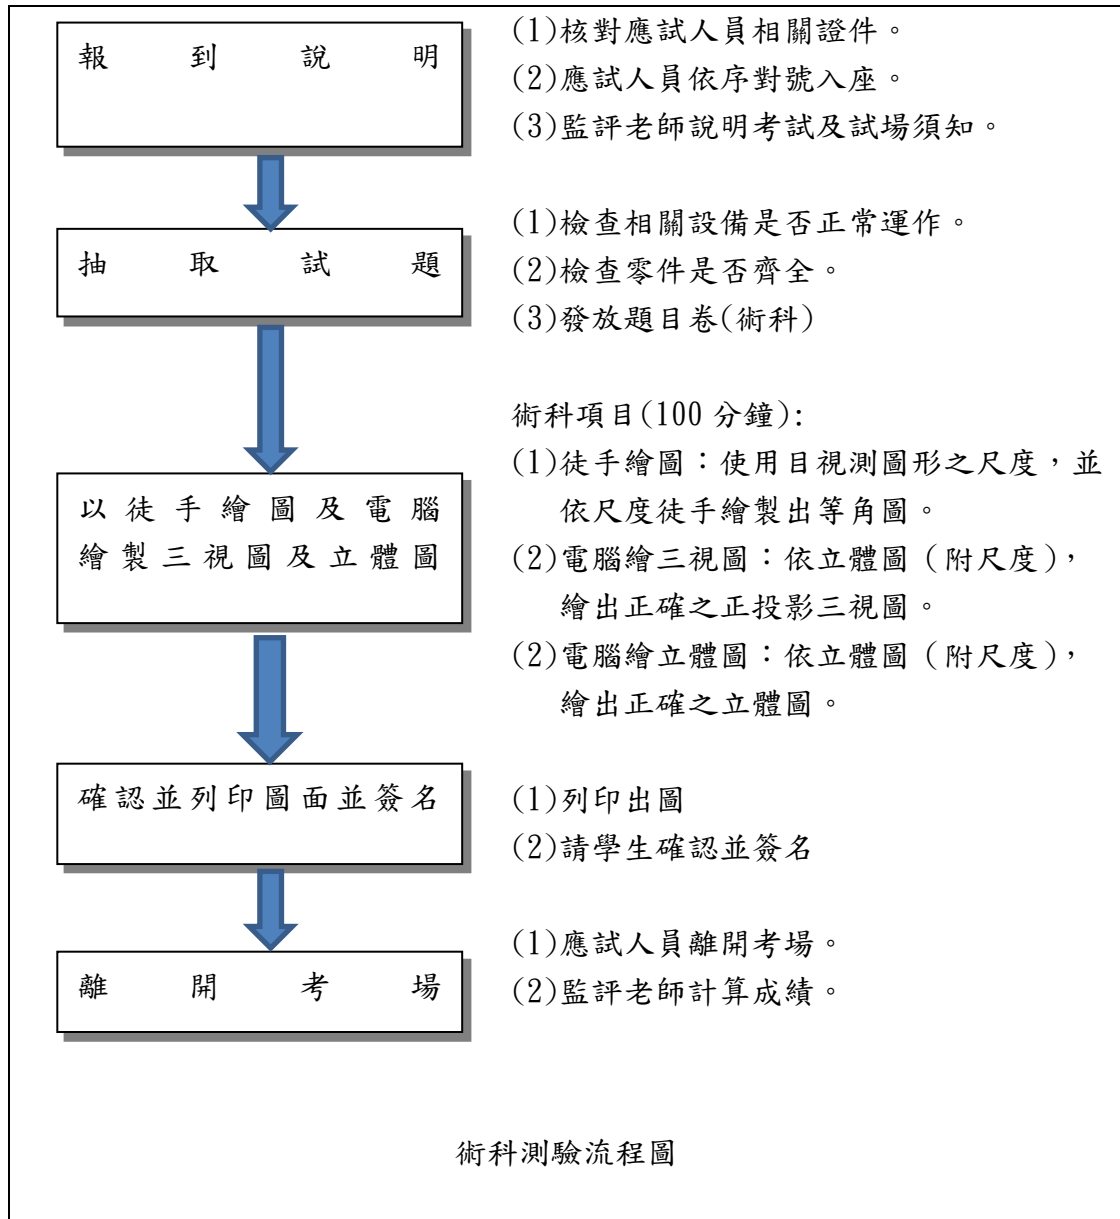 報到說明
(1)核對應試人員相關證件。
(2)應試人員依序對號入座。
(3)監評老師說明考試及試場須知。
抽取試題
(1)檢查相關設備是否正常運作。
(2)檢查零件是否齊全。
(3)發放題目卷(術科)
以徒手繪圖及電腦
繪製三視圖及立體圖
術科項目(100 分鐘):
(1)徒手繪圖：使用目視測圖形之尺度，並
依尺度徒手繪製出等角圖。
(2)電腦繪三視圖：依立體圖（附尺度），
繪出正確之正投影三視圖。
(2)電腦繪立體圖：依立體圖（附尺度），
繪出正確之立體圖。
確認並列印圖面並簽名
(1)列印出圖
(2)請學生確認並簽名
離開考場
(1)應試人員離開考場。
(2)監評老師計算成績。
術科測驗流程圖